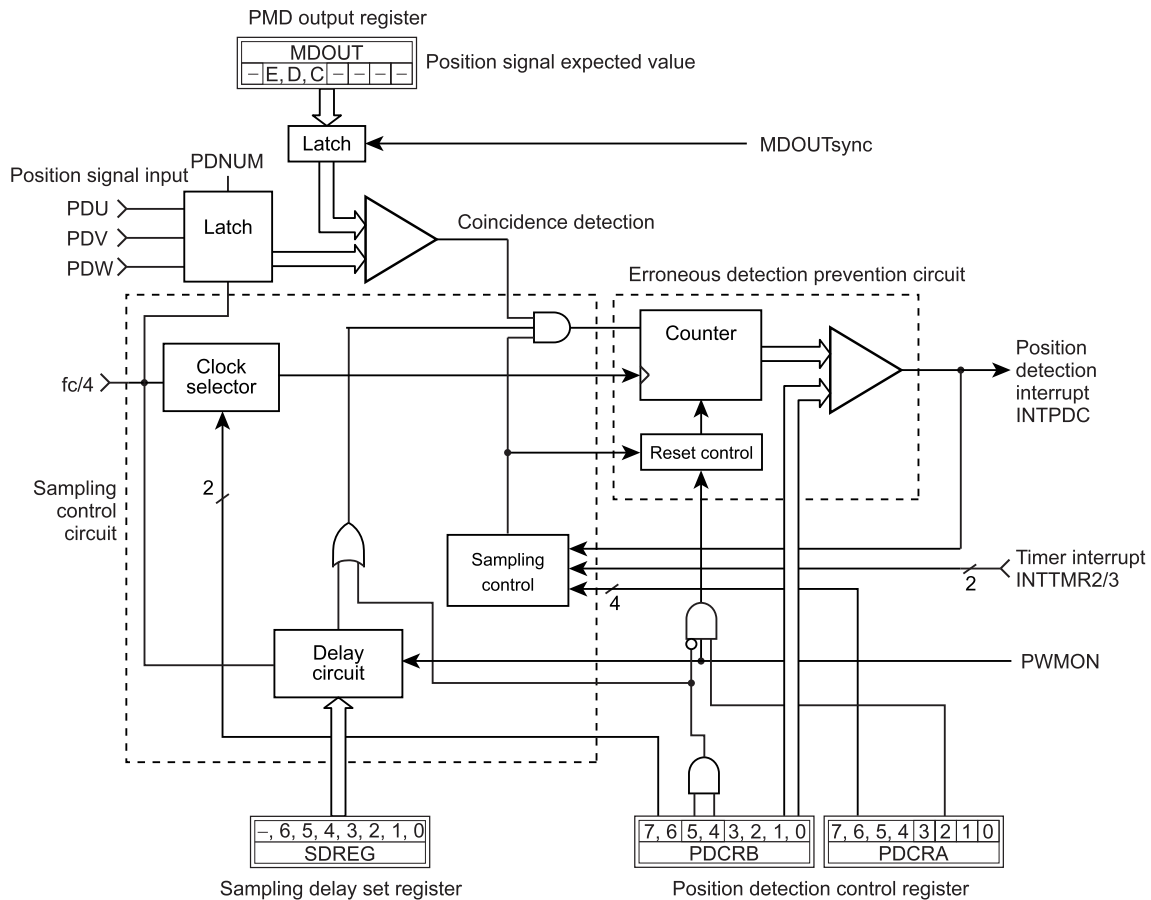 PMD output register
MDOUT
– E, D, C – – – –
Position signal expected value
Latch
MDOUTsync
PDNUM
Position signal input
PDU
PDV
PDW
Latch
Coincidence detection
Erroneous detection prevention circuit
Counter
Clock
selector
fc/4
Position
detection
interrupt
INTPDC
Reset control
2
Sampling
control
circuit
Sampling
control
Timer interrupt
INTTMR2/3
2
4
Delay
circuit
PWMON
–, 6, 5, 4, 3, 2, 1, 0
SDREG
7, 6 5, 4 3, 2, 1, 0
PDCRB
7, 6, 5, 4 3 2 1 0
PDCRA
Sampling delay set register
Position detection control register